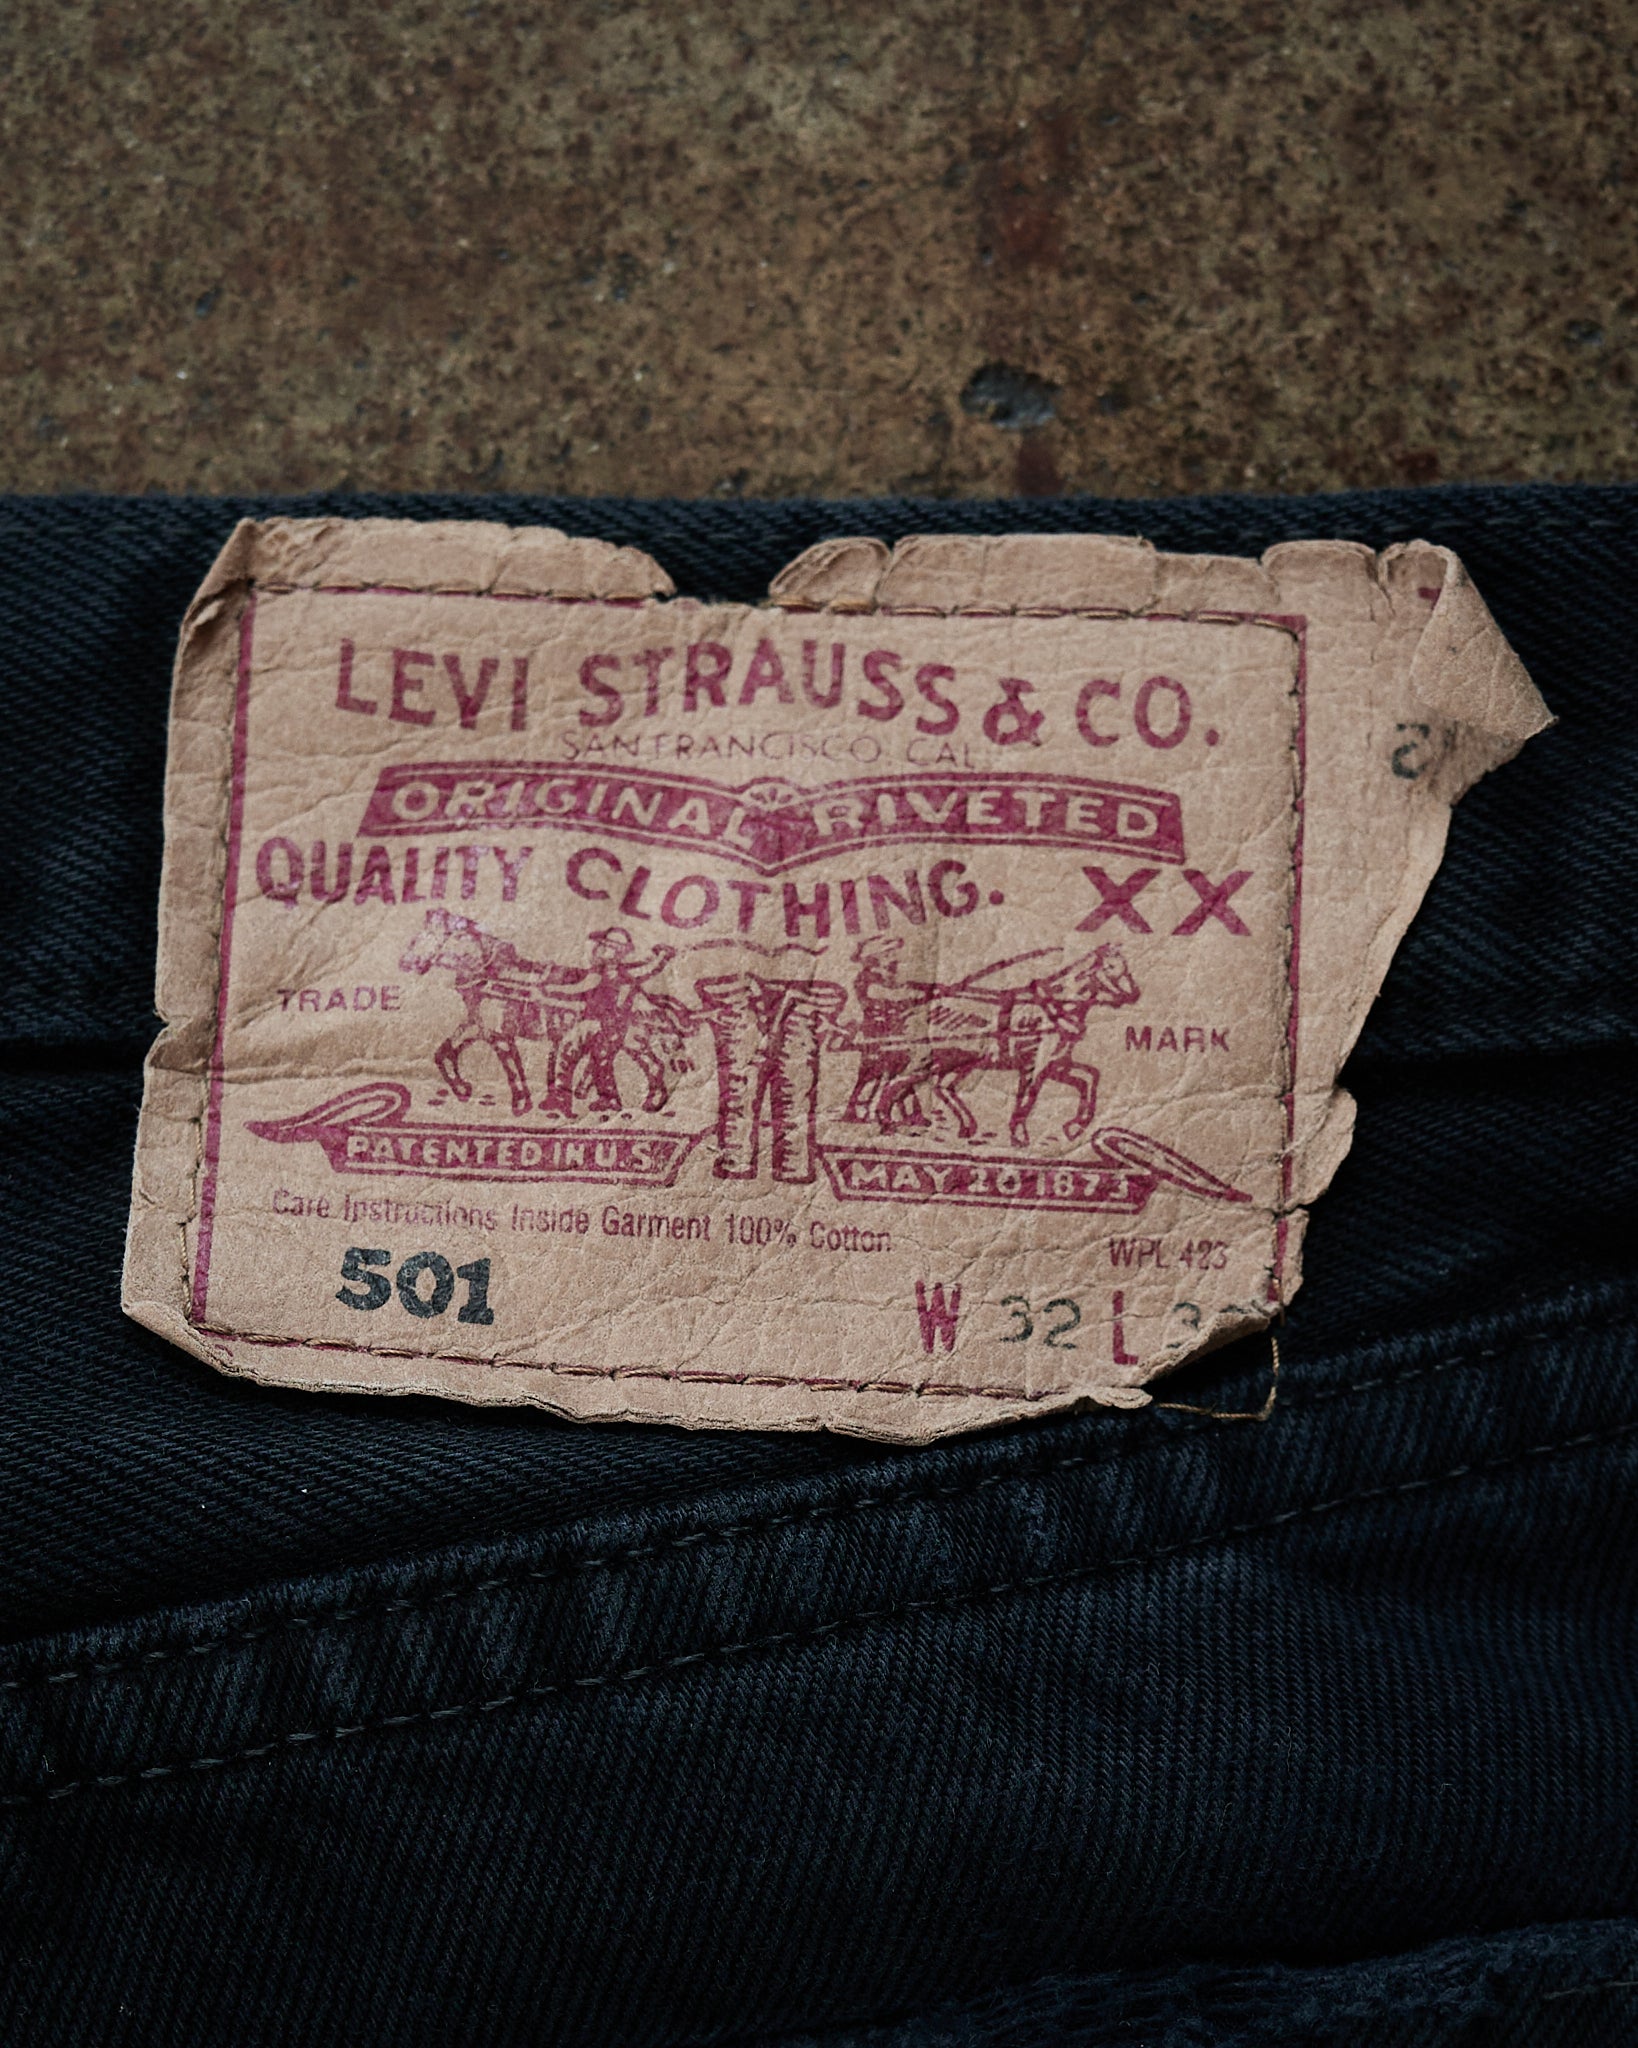 LEVI STRAUSS & CO.
SAN FRANCISCO CAL
ORIGINAL RIVETED
QUALITY CLOTHING. XX
TRADE MARK
PATENTED IN U.S.
MAY 20 1873
Care Instructions Inside Garment 100% Cotton
WPL 423
501
W 32 L